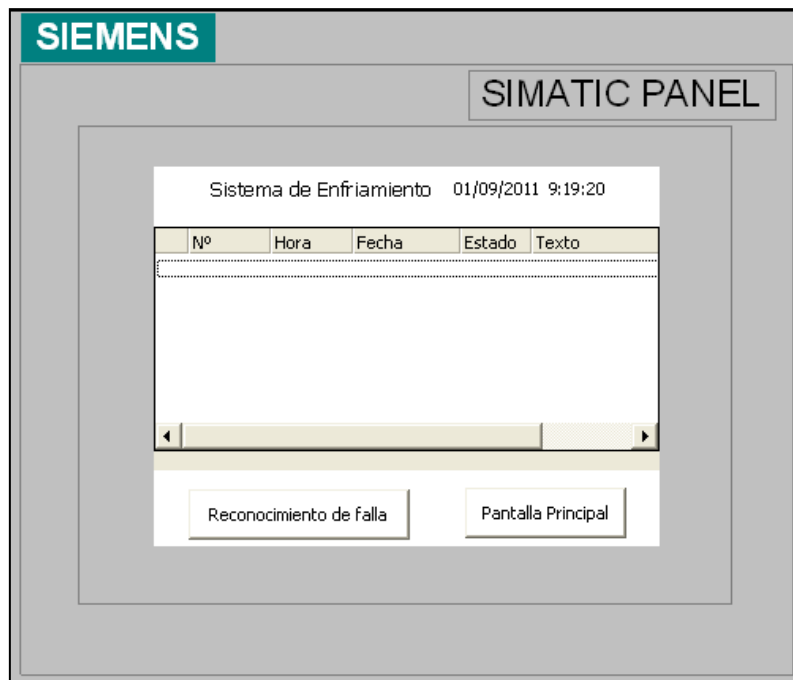 SIEMENS
SIMATIC PANEL
Sistema de Enfriamiento 01/09/2011 9:19:20
Nº Hora Fecha Estado Texto
Reconocimiento de falla Pantalla Principal